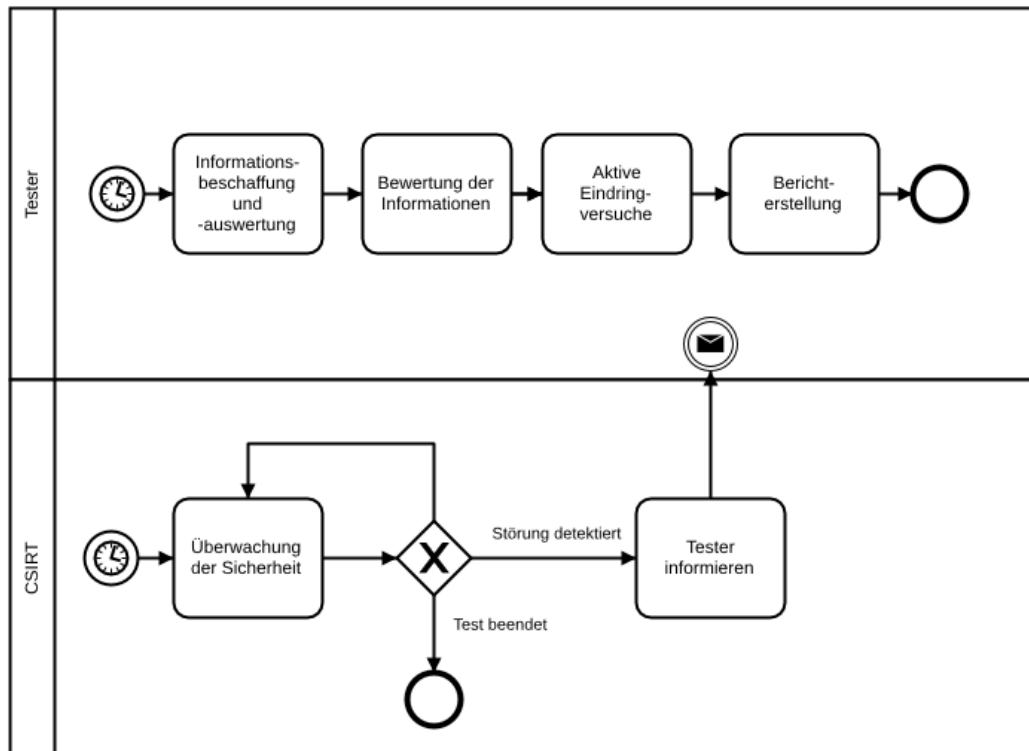 Tester
Informations-
beschaffung
und
-auswertung
Bewertung der
Informationen
Aktive
Eindring-
versuche
Bericht-
erstellung
CSIRT
Überwachung
der Sicherheit
Störung detektiert
Tester
informieren
Test beendet